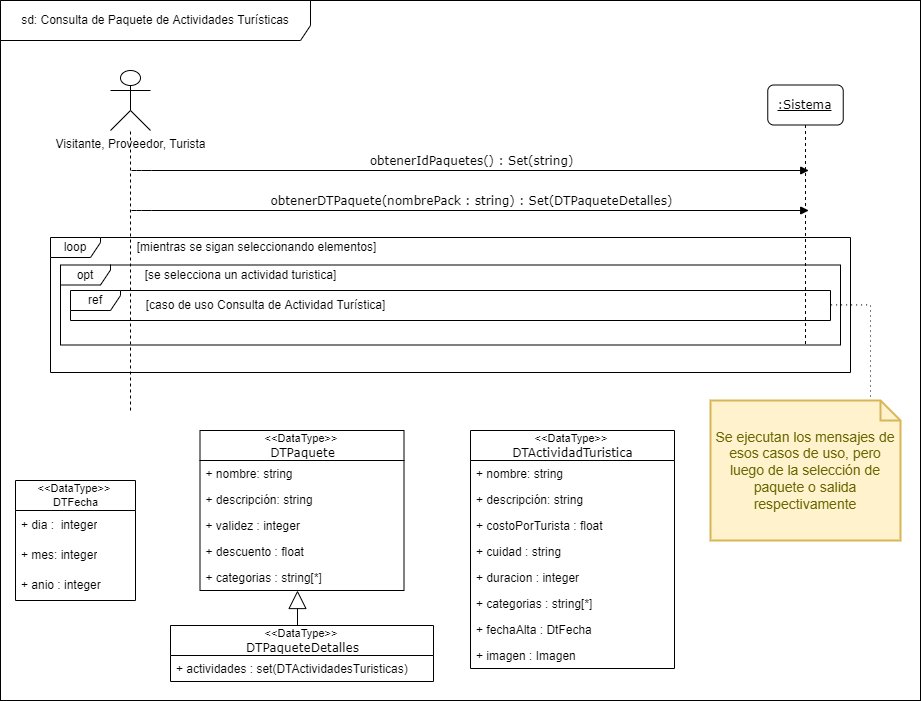 sd: Consulta de Paquete de Actividades Turísticas
:Sistema
Visitante, Proveedor, Turista
obtenerIdPaquetes() : Set(string)
obtenerDTPaquete(nombrePack : string) : Set(DTPaqueteDetalles)
loop
[mientras se sigan seleccionando elementos]
opt
[se selecciona un actividad turistica]
ref
[caso de uso Consulta de Actividad Turística]
Se ejecutan los mensajes de
esos casos de uso, pero
luego de la selección de
paquete o salida
respectivamente
<<DataType>>
DTFecha
+ dia : integer
+ mes: integer
+ anio : integer
<<DataType>>
DTPaquete
+ nombre: string
+ descripción: string
+ validez : integer
+ descuento : float
+ categorias : string[*]
<<DataType>>
DTPaqueteDetalles
+ actividades : set(DTActividadesTuristicas)
<<DataType>>
DTActividadTuristica
+ nombre: string
+ descripción: string
+ costoPorTurista : float
+ cuidad : string
+ duracion : integer
+ categorias : string[*]
+ fechaAlta : DtFecha
+ imagen : Imagen